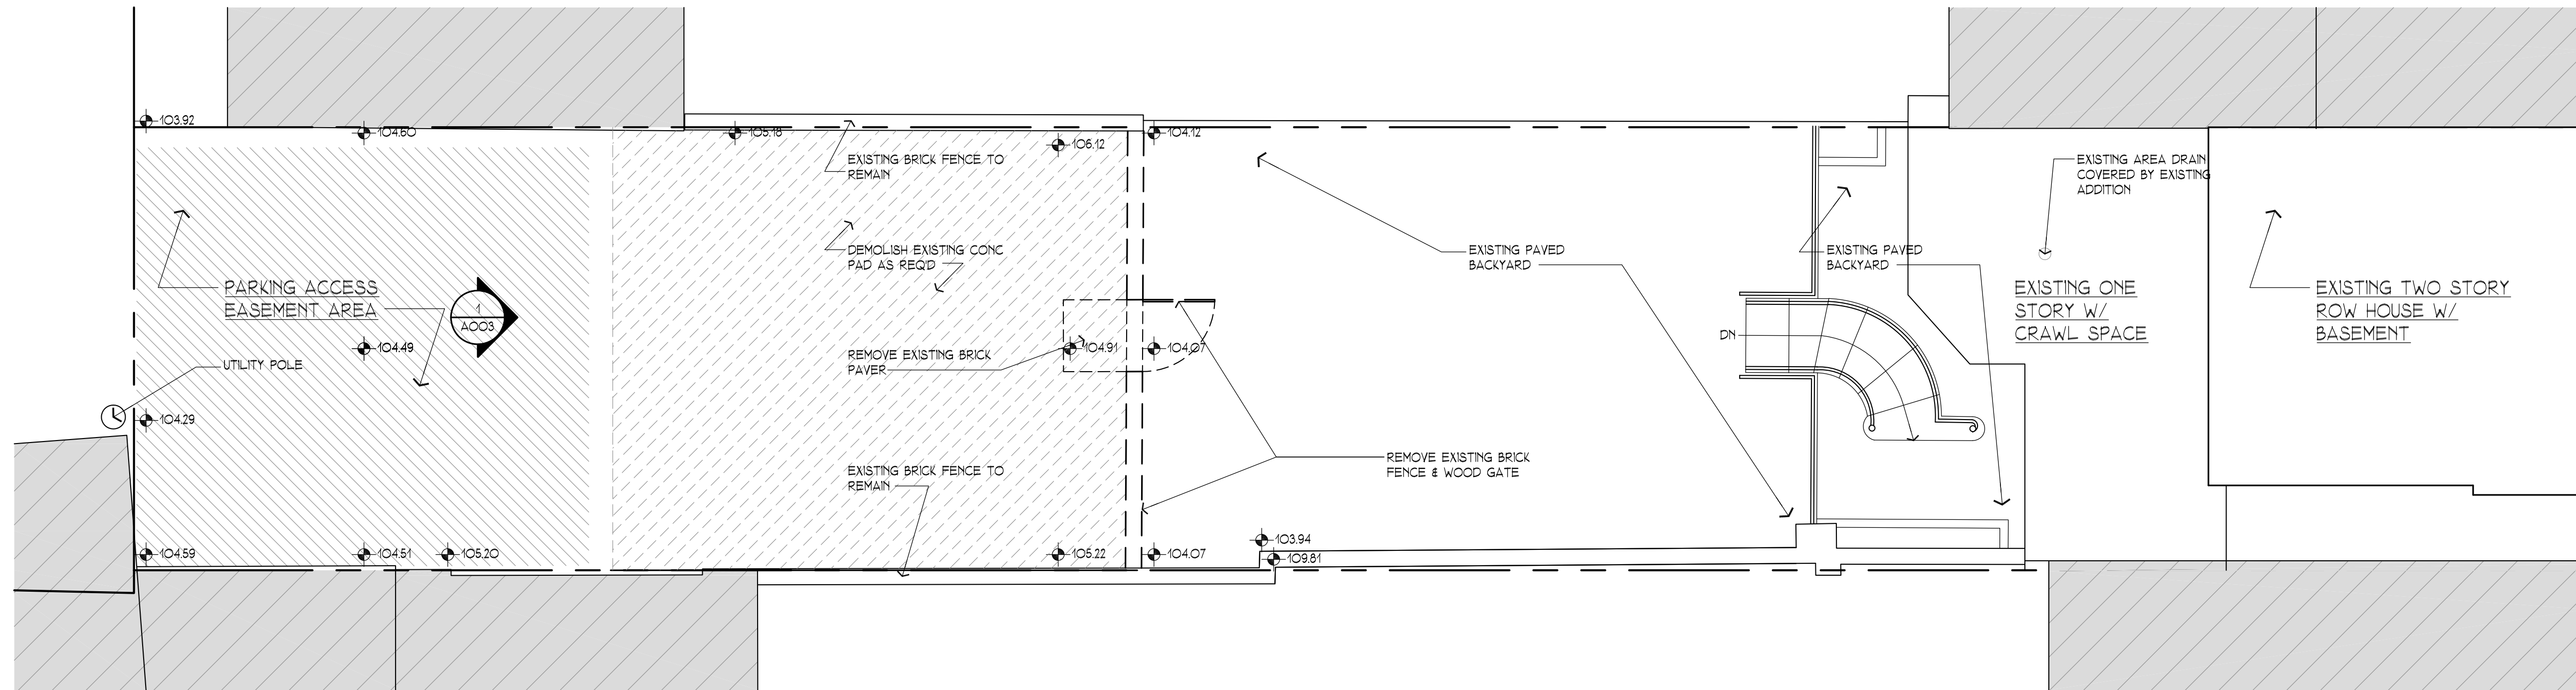 103.92
104.60
105.18
106.12
104.12
EXISTING BRICK FENCE TO
REMAIN
EXISTING AREA DRAIN
COVERED BY EXISTING
ADDITION
DEMOLISH EXISTING CONC
PAD AS REQ'D
EXISTING PAVED
BACKYARD
EXISTING PAVED
BACKYARD
PARKING ACCESS
EASEMENT AREA
1
A003
EXISTING ONE
STORY W/
CRAWL SPACE
EXISTING TWO STORY
ROW HOUSE W/
BASEMENT
DN
104.49
104.91
104.07
REMOVE EXISTING BRICK
PAVER
UTILITY POLE
104.29
REMOVE EXISTING BRICK
FENCE & WOOD GATE
EXISTING BRICK FENCE TO
REMAIN
103.94
104.59
104.51
105.20
105.22
104.07
109.81